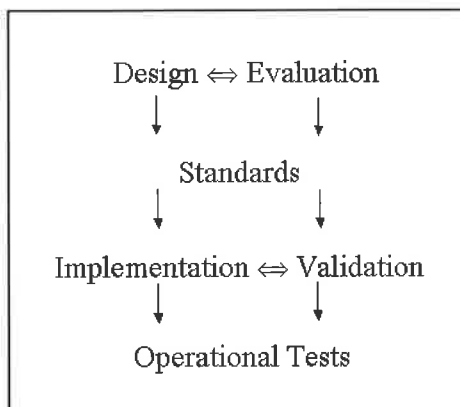 Design ⇔ Evaluation
Standards
Implementation ⇔ Validation
Operational Tests